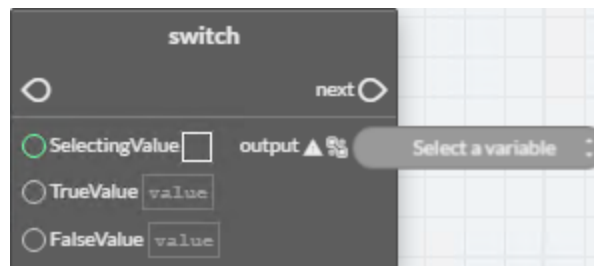 switch
next
SelectingValue output Select a variable
TrueValue value
FalseValue value